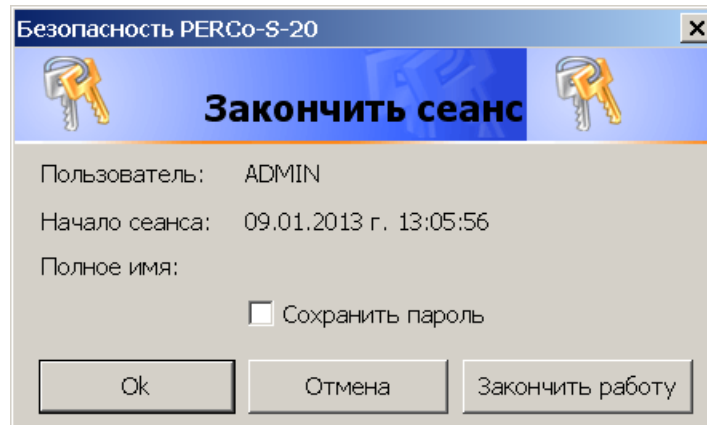 Безопасность PERCo-S-20
Закончить сеанс
Пользователь: ADMIN
Начало сеанса: 09.01.2013 г. 13:05:56
Полное имя:
Сохранить пароль
Ok Отмена Закончить работу